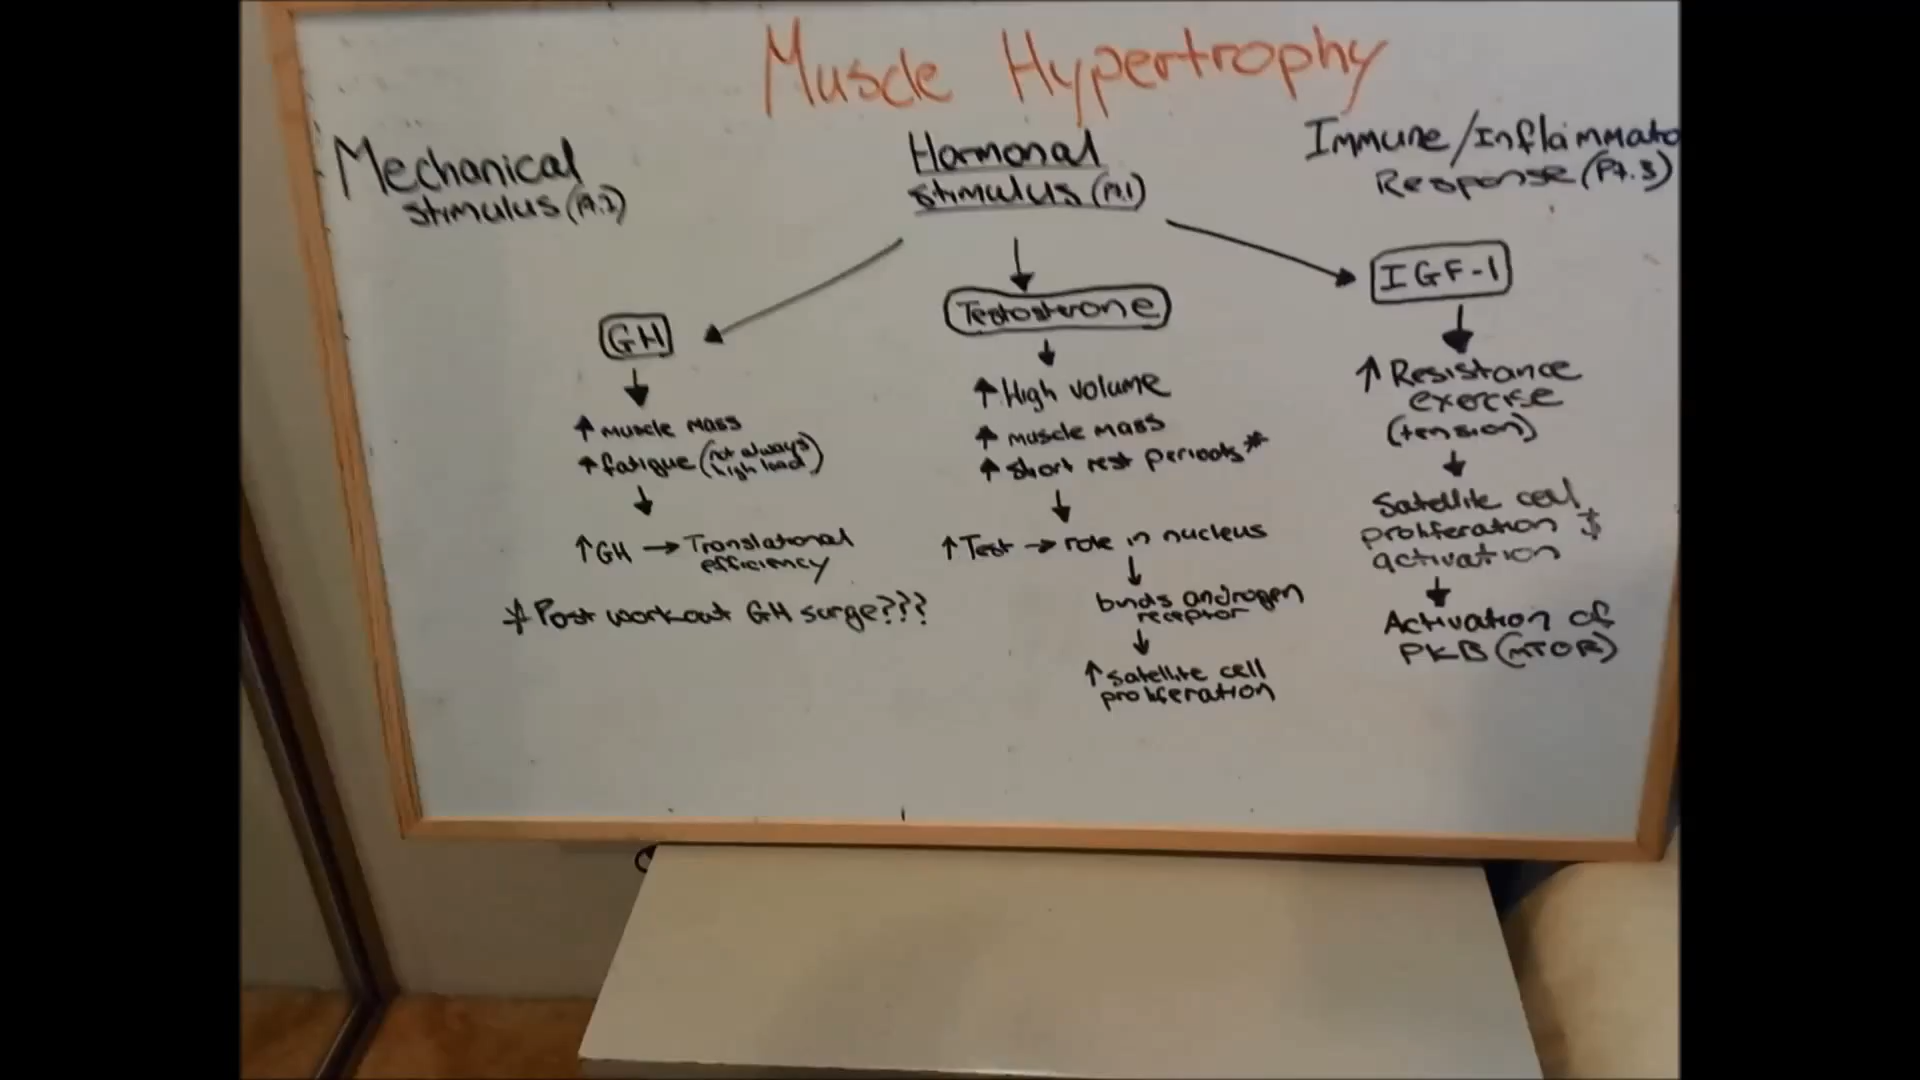 Muscle Hypertrophy
Mechanical
stimulus (Pt.2)
Hormonal
stimulus (Pt.1)
Immune/Inflammato
Response (Pt.3)
GH
↑ muscle mass
↑ fatigue (not always
high load)
↑ GH → Translational
efficiency
* Post workout GH surge???
Testosterone
↑ High volume
↑ muscle mass
↑ short rest periods*
↑ Test → role in nucleus
binds androgen
receptor
↑ satellite cell
proliferation
IGF-1
↑ Resistance
exercise
(tension)
Satellite cell
proliferation &
activation
Activation of
PKB (mTOR)